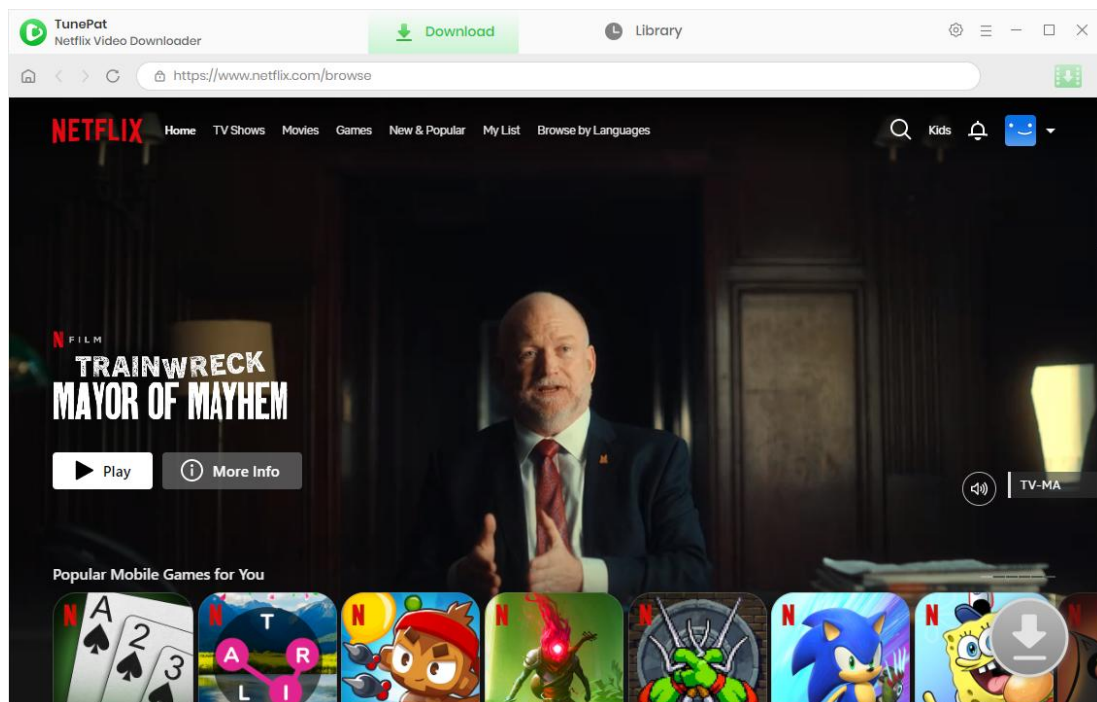 TunePat
Netflix Video Downloader
Download
Library
https://www.netflix.com/browse
NETFLIX
Home TV Shows Movies Games New & Popular My List Browse by Languages
Kids
N FILM
TRAINWRECK
MAYOR OF MAYHEM
Play
More Info
TV-MA
Popular Mobile Games for You
N N N N N N N N
A 2 3
T A R L I